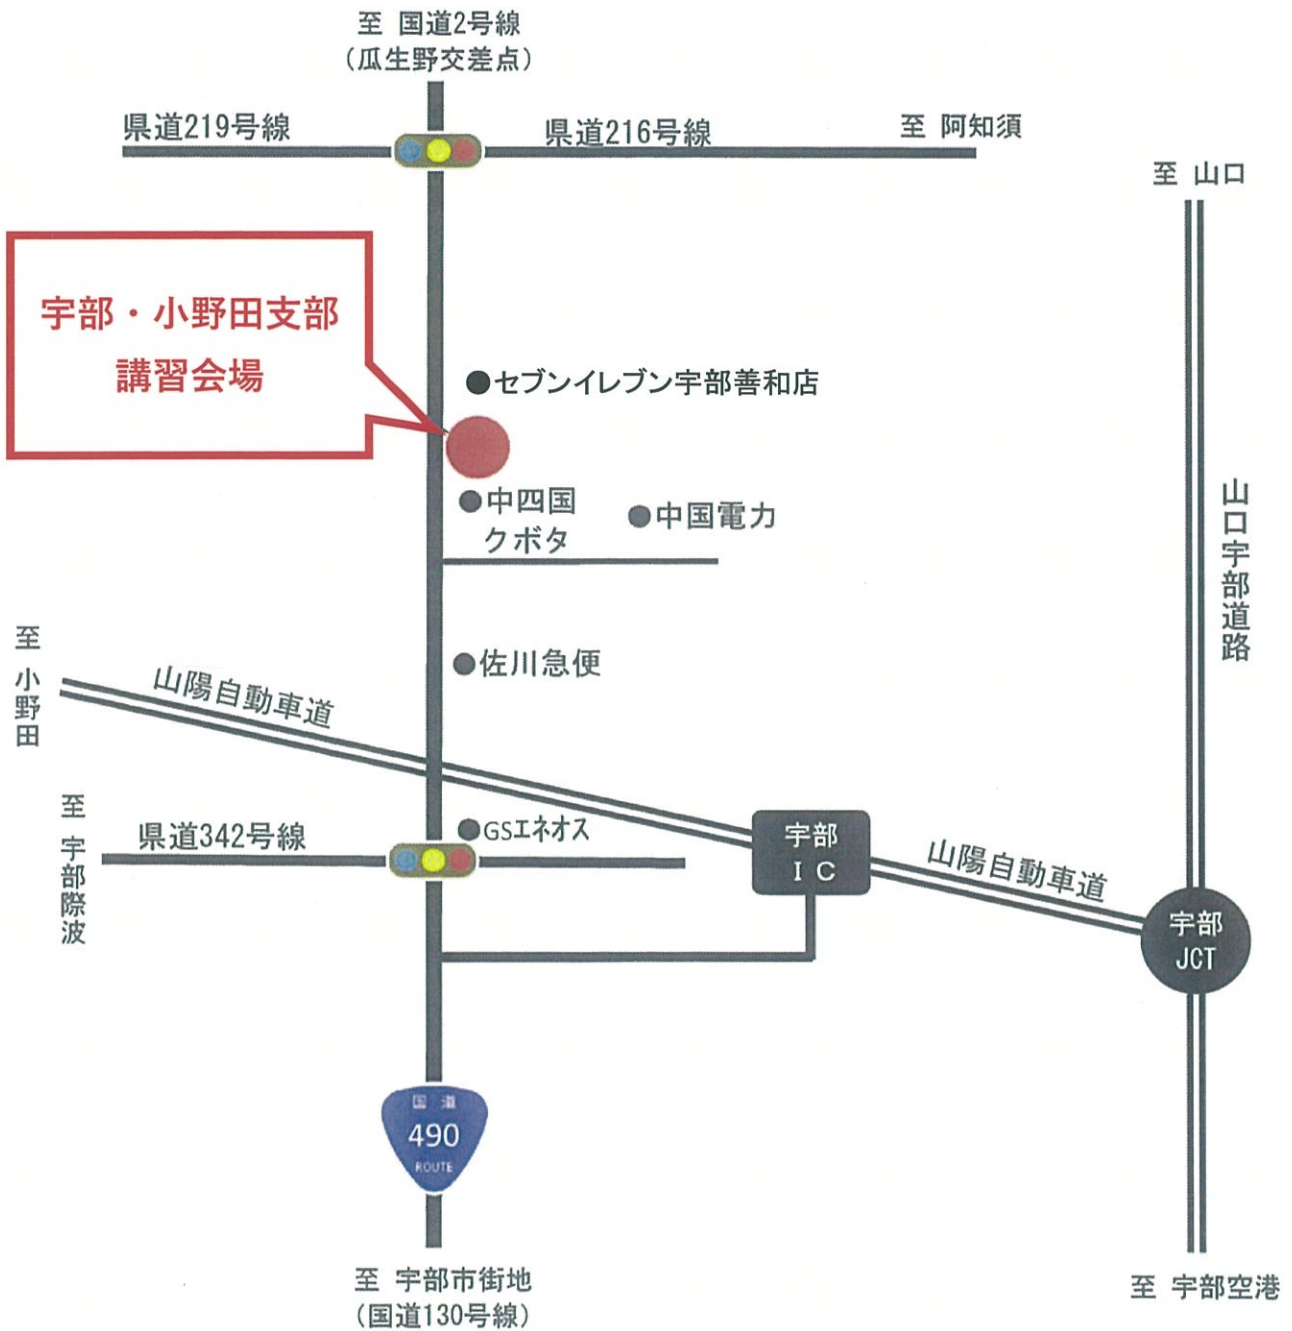 至 国道2号線
（瓜生野交差点）
県道219号線
県道216号線
至 阿知須
至 山口
宇部・小野田支部
講習会場
●セブンイレブン宇部善和店
●中四国
クボタ
●中国電力
山口宇部道路
至 小野田
●佐川急便
山陽自動車道
至 宇部際波
県道342号線
●GSエネオス
宇部
ＩＣ
山陽自動車道
宇部
JCT
国道
490
ROUTE
至 宇部市街地
（国道130号線）
至 宇部空港